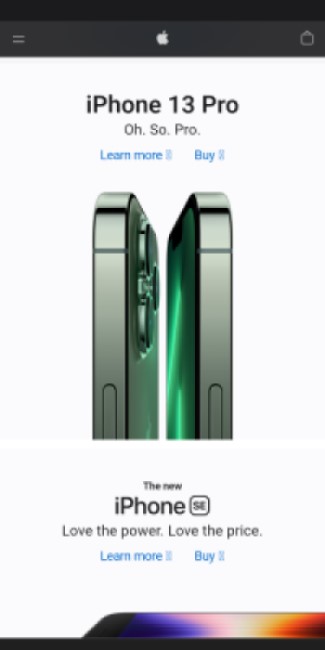 iPhone 13 Pro
Oh. So. Pro.
Learn more Buy
The new
iPhone SE
Love the power. Love the price.
Learn more Buy